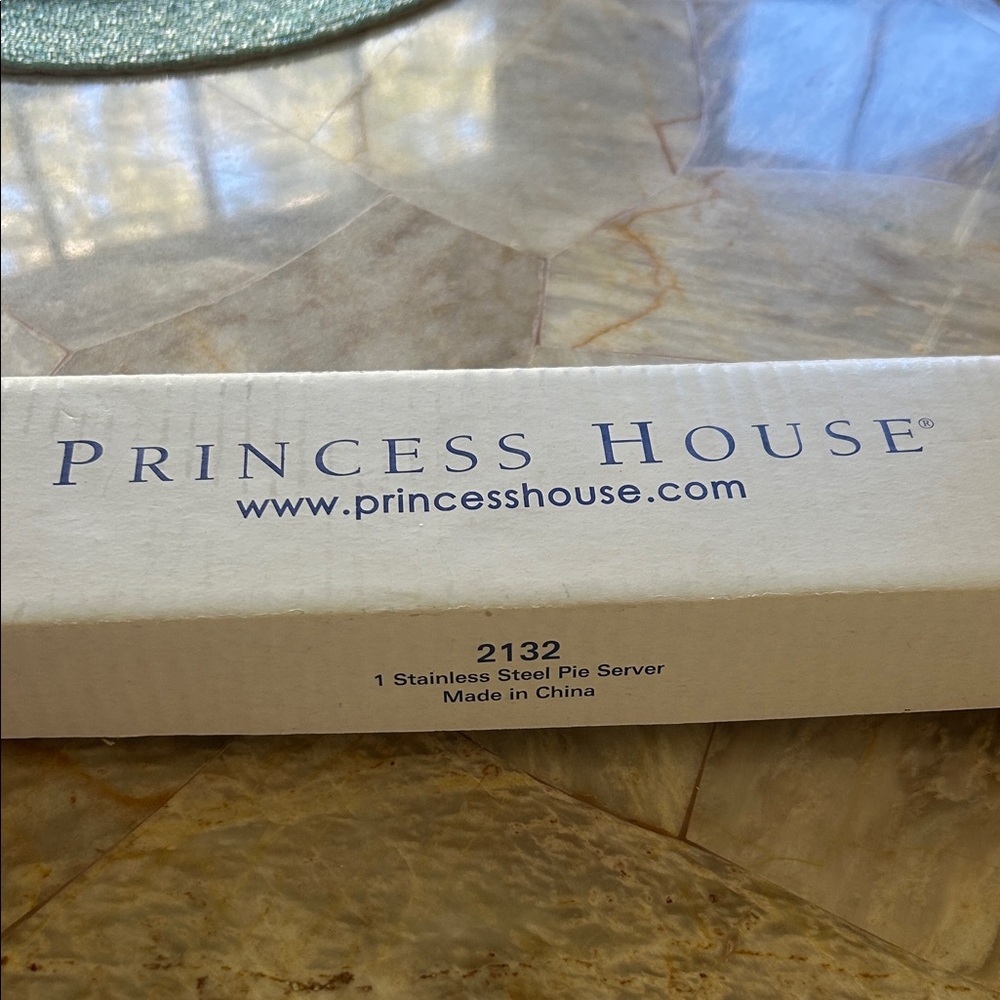 PRINCESS HOUSE®
www.princesshouse.com
2132
1 Stainless Steel Pie Server
Made in China